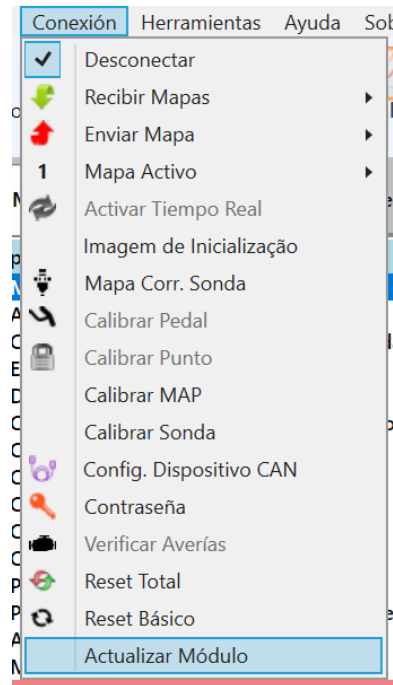 Conexión Herramientas Ayuda
Desconectar
Recibir Mapas
Enviar Mapa
1 Mapa Activo
Activar Tiempo Real
Imagem de Inicialização
Mapa Corr. Sonda
Calibrar Pedal
Calibrar Punto
Calibrar MAP
Calibrar Sonda
Config. Dispositivo CAN
Contraseña
Verificar Averías
Reset Total
Reset Básico
Actualizar Módulo